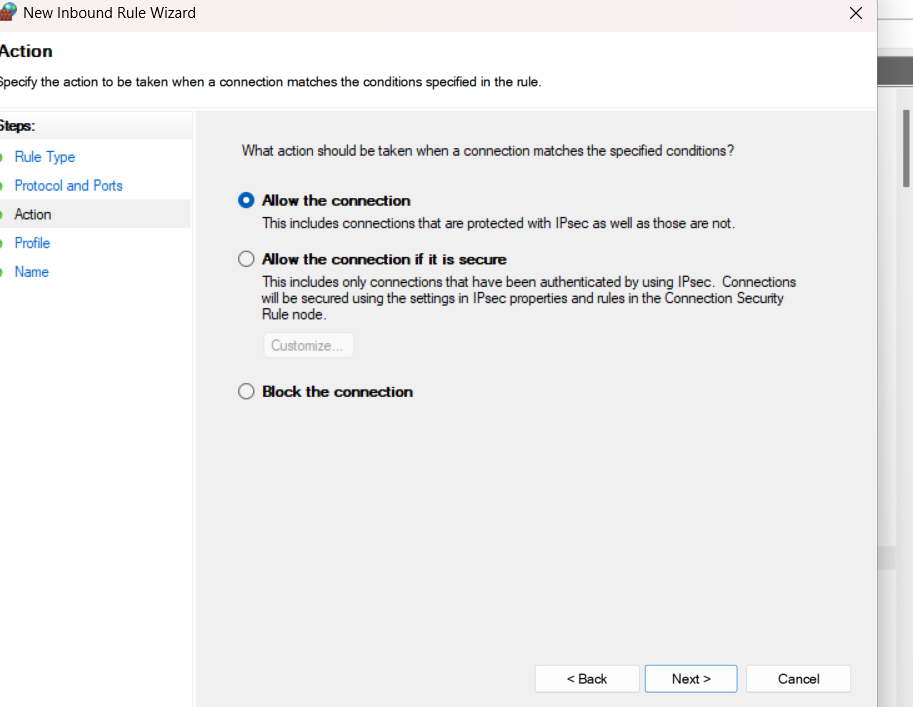 New Inbound Rule Wizard
Action
Specify the action to be taken when a connection matches the conditions specified in the rule.
Steps:
Rule Type
Protocol and Ports
Action
Profile
Name
What action should be taken when a connection matches the specified conditions?
Allow the connection
This includes connections that are protected with IPsec as well as those are not.
Allow the connection if it is secure
This includes only connections that have been authenticated by using IPsec. Connections
will be secured using the settings in IPsec properties and rules in the Connection Security
Rule node.
Customize...
Block the connection
< Back
Next >
Cancel